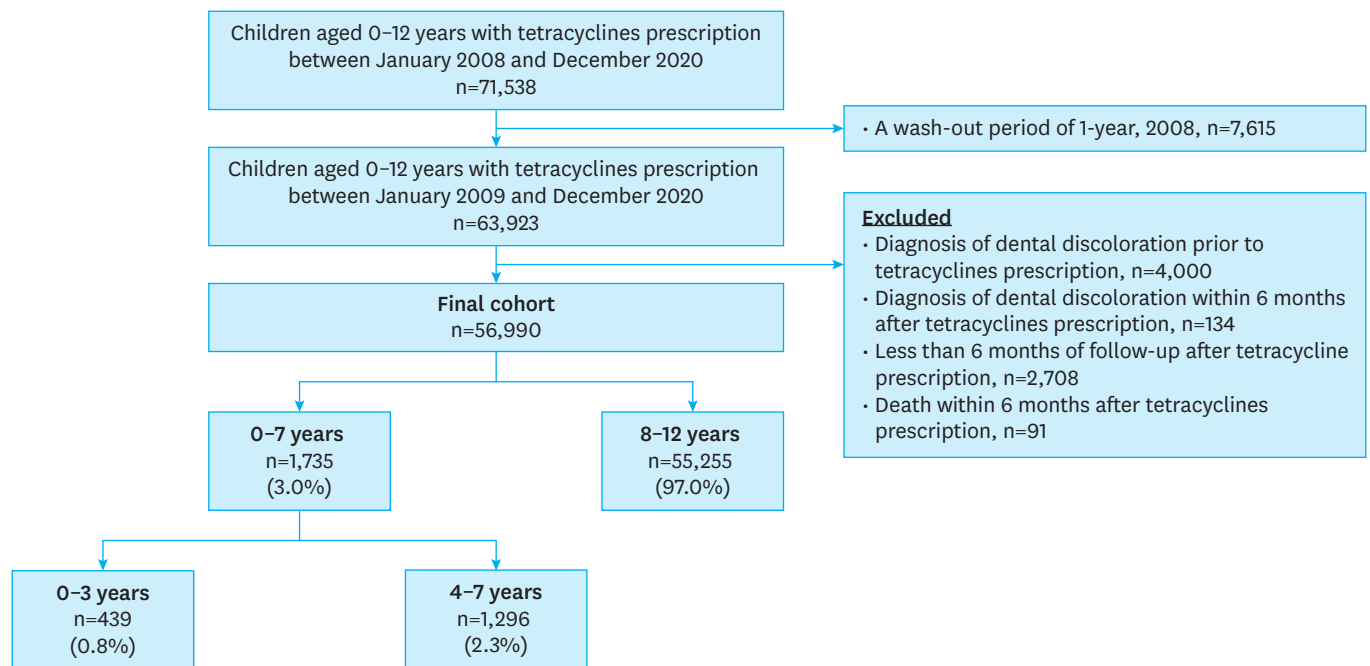 Children aged 0–12 years with tetracyclines prescription
between January 2008 and December 2020
n=71,538
· A wash-out period of 1-year, 2008, n=7,615
Children aged 0–12 years with tetracyclines prescription
between January 2009 and December 2020
n=63,923
Excluded
· Diagnosis of dental discoloration prior to
tetracyclines prescription, n=4,000
· Diagnosis of dental discoloration within 6 months
after tetracyclines prescription, n=134
· Less than 6 months of follow-up after tetracycline
prescription, n=2,708
· Death within 6 months after tetracyclines
prescription, n=91
Final cohort
n=56,990
0–7 years
n=1,735
(3.0%)
8–12 years
n=55,255
(97.0%)
0–3 years
n=439
(0.8%)
4–7 years
n=1,296
(2.3%)